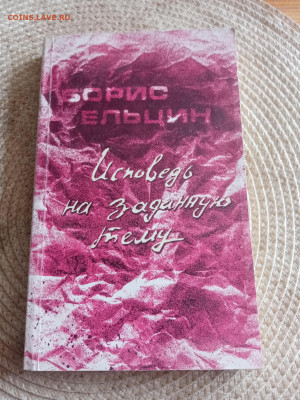 coins.lave.ru
БОРИС
ЕЛЬЦИН
Исповедь
на заданную
тему